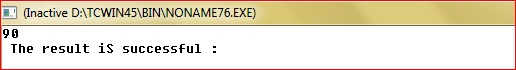 (Inactive D:\TCWIN45\BIN\NONAME76.EXE)
90
The result iS successful :